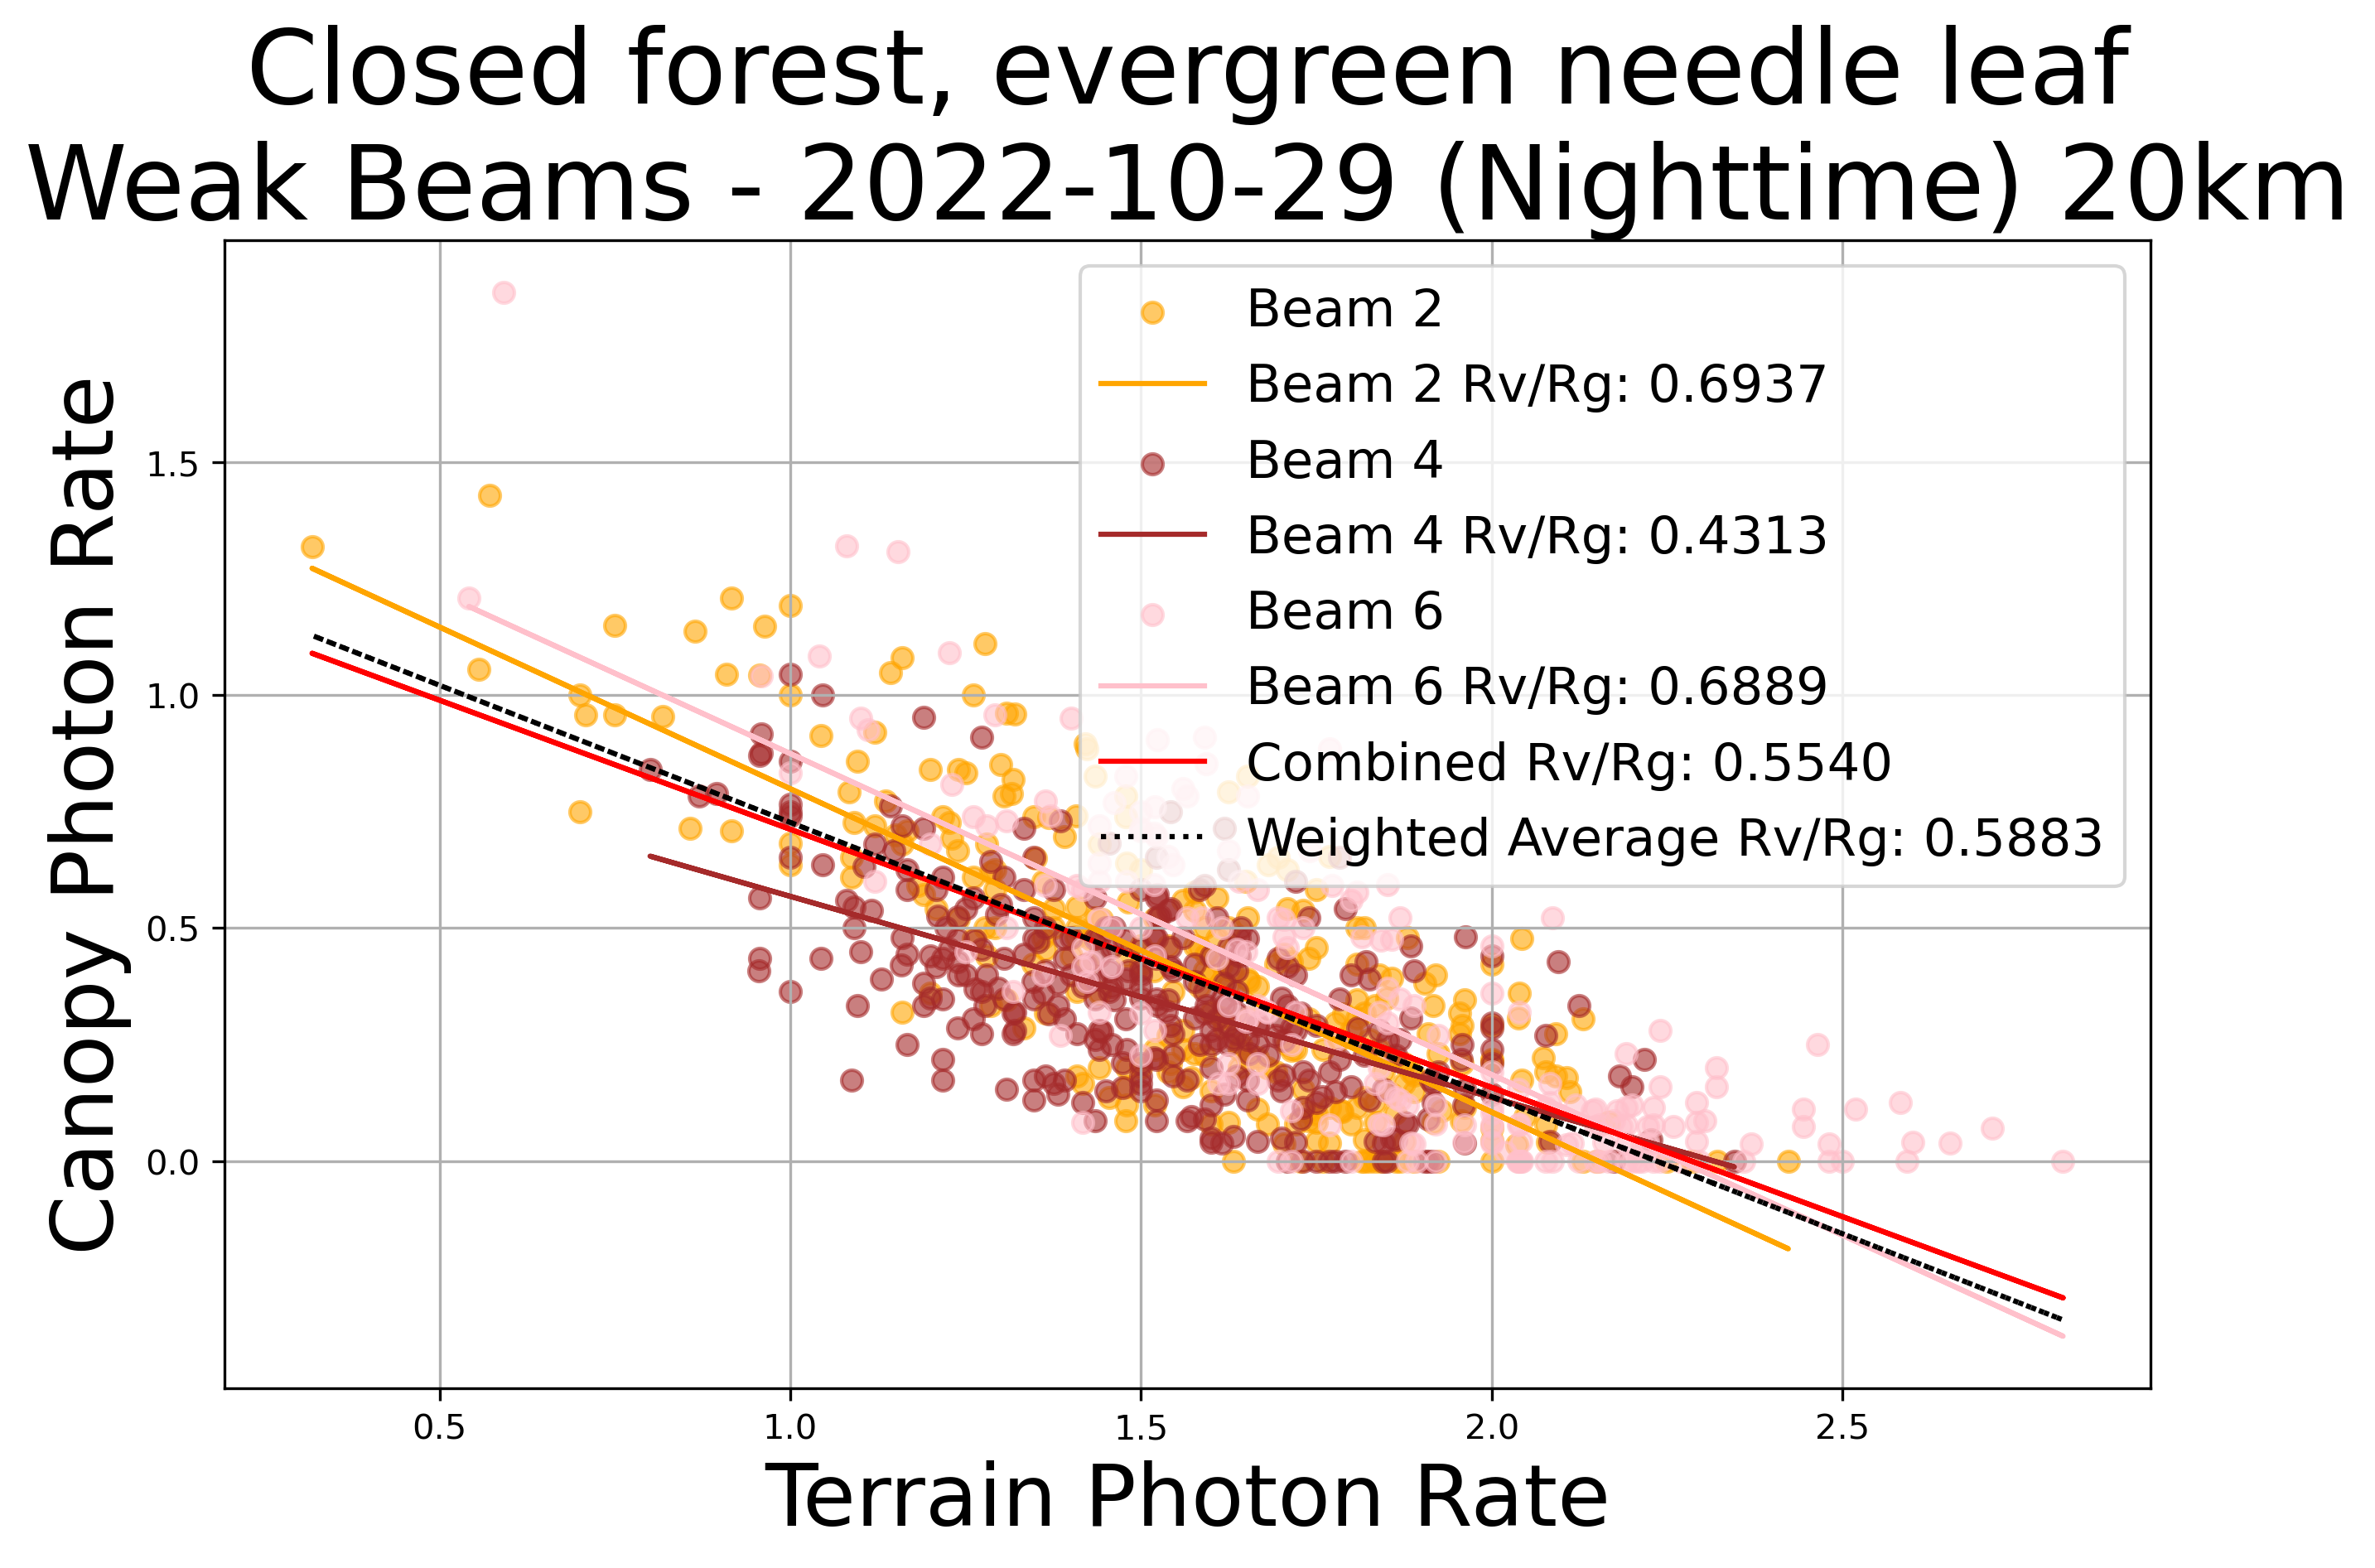 Closed forest, evergreen needle leaf
Weak Beams - 2022-10-29 (Nighttime) 20km
Canopy Photon Rate
1.5
1.0
0.5
0.0
Beam 2
Beam 2 Rv/Rg: 0.6937
Beam 4
Beam 4 Rv/Rg: 0.4313
Beam 6
Beam 6 Rv/Rg: 0.6889
Combined Rv/Rg: 0.5540
Weighted Average Rv/Rg: 0.5883
0.5 1.0 1.5 2.0 2.5
Terrain Photon Rate